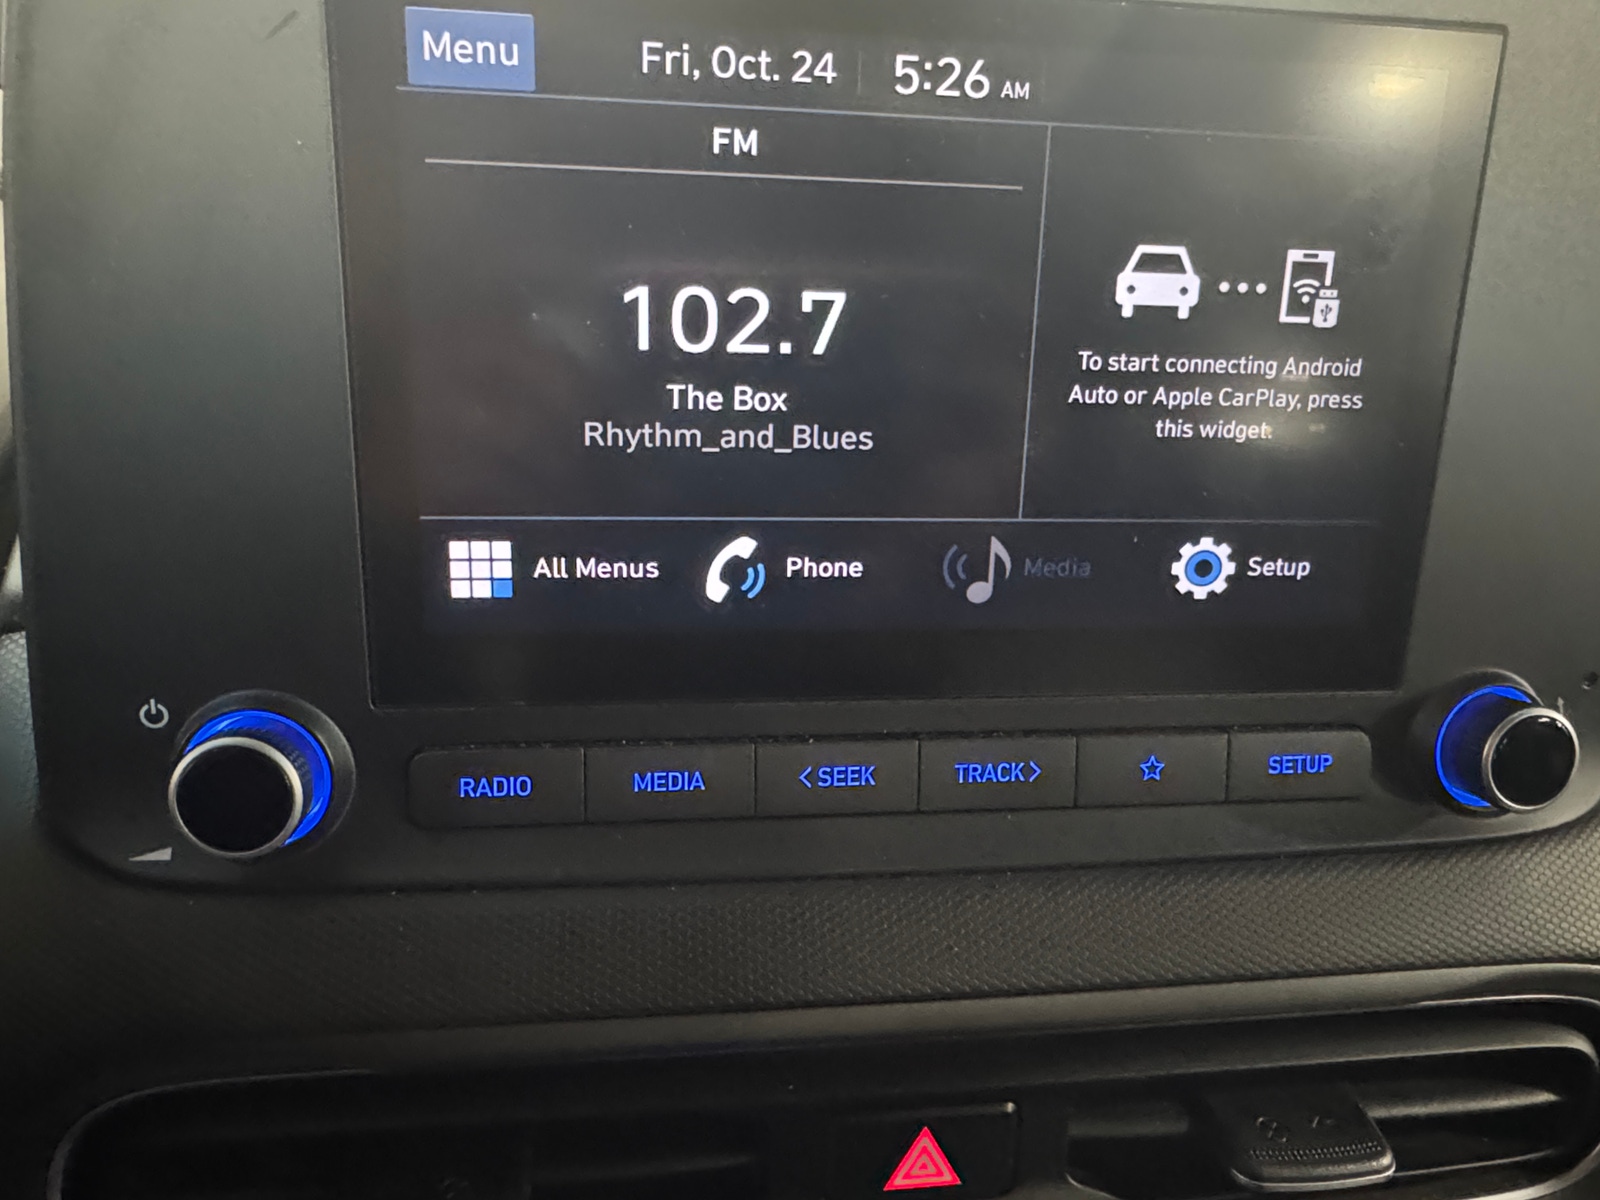 Menu
Fri, Oct. 24 5:26 AM
FM
102.7
The Box
Rhythm_and_Blues
To start connecting Android
Auto or Apple CarPlay, press
this widget.
All Menus Phone Media Setup
RADIO MEDIA <SEEK TRACK> SETUP